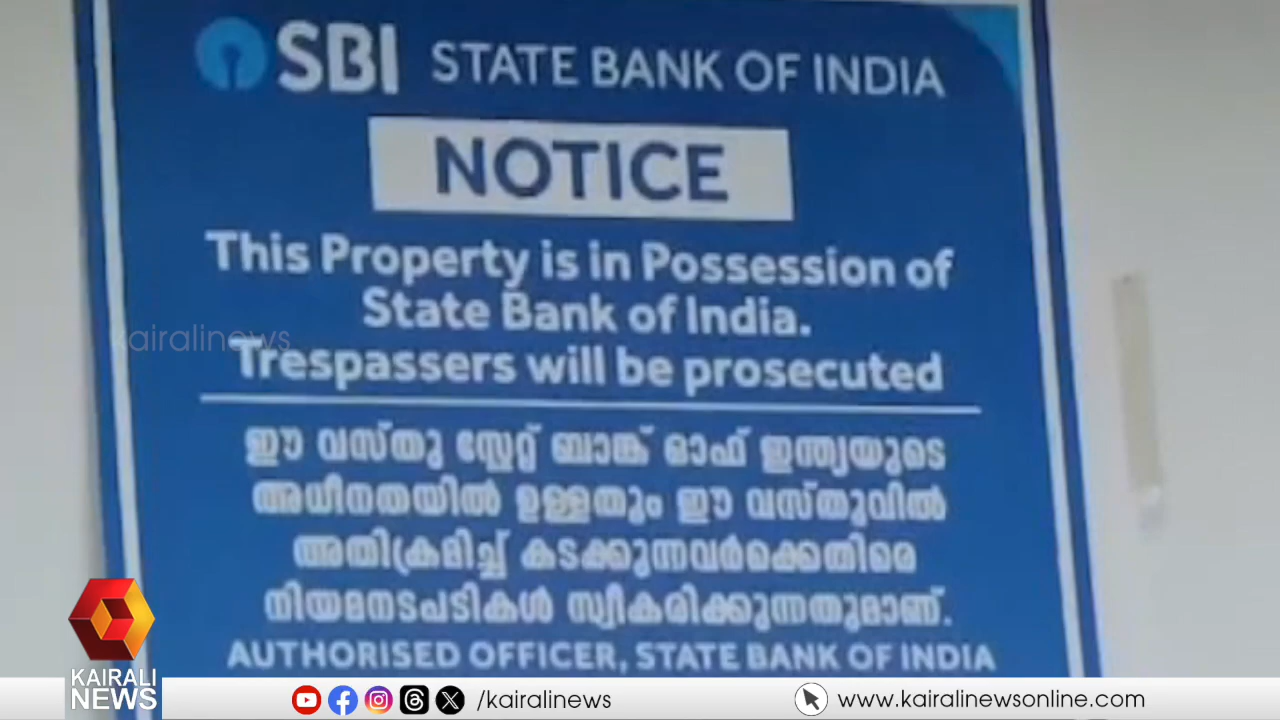 SBI STATE BANK OF INDIA
NOTICE
This Property is in Possession of
State Bank of India.
kairalinews
Trespassers will be prosecuted
ഈ വസ്തു സ്റ്റേറ്റ് ബാങ്ക് ഓഫ് ഇന്ത്യയുടെ
അധീനതയിൽ ഉള്ളതും ഈ വസ്തുവിൽ
അതിക്രമിച്ച് കടക്കുന്നവർക്കെതിരെ
നിയമനടപടികൾ സ്വീകരിക്കുന്നതുമാണ്.
AUTHORISED OFFICER, STATE BANK OF INDIA
KAIRALI
NEWS
/kairalinews
www.kairalinewsonline.com